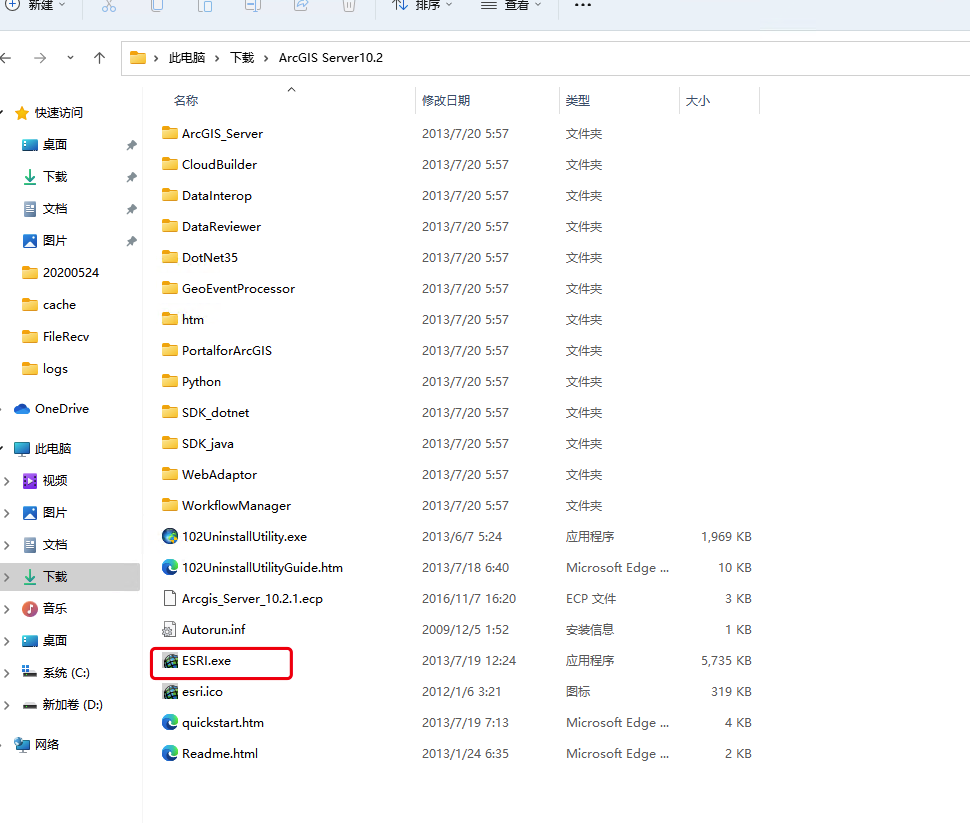 新建 排序 查看 ···
此电脑 > 下载 > ArcGIS Server10.2
名称 修改日期 类型 大小
快速访问
桌面
下载
文档
图片
20200524
cache
FileRecv
logs
OneDrive
此电脑
视频
图片
文档
下载
音乐
桌面
系统 (C:)
新加卷 (D:)
网络
ArcGIS_Server 2013/7/20 5:57 文件夹
CloudBuilder 2013/7/20 5:57 文件夹
DataInterop 2013/7/20 5:57 文件夹
DataReviewer 2013/7/20 5:57 文件夹
DotNet35 2013/7/20 5:57 文件夹
GeoEventProcessor 2013/7/20 5:57 文件夹
htm 2013/7/20 5:57 文件夹
PortalforArcGIS 2013/7/20 5:57 文件夹
Python 2013/7/20 5:57 文件夹
SDK_dotnet 2013/7/20 5:57 文件夹
SDK_java 2013/7/20 5:57 文件夹
WebAdaptor 2013/7/20 5:57 文件夹
WorkflowManager 2013/7/20 5:57 文件夹
102UninstallUtility.exe 2013/6/7 5:24 应用程序 1,969 KB
102UninstallUtilityGuide.htm 2013/7/18 6:40 Microsoft Edge ... 10 KB
Arcgis_Server_10.2.1.ecp 2016/11/7 16:20 ECP 文件 3 KB
Autorun.inf 2009/12/5 1:52 安装信息 1 KB
ESRI.exe 2013/7/19 12:24 应用程序 5,735 KB
esri.ico 2012/1/6 3:21 图标 319 KB
quickstart.htm 2013/7/19 7:13 Microsoft Edge ... 4 KB
Readme.html 2013/1/24 6:35 Microsoft Edge ... 2 KB